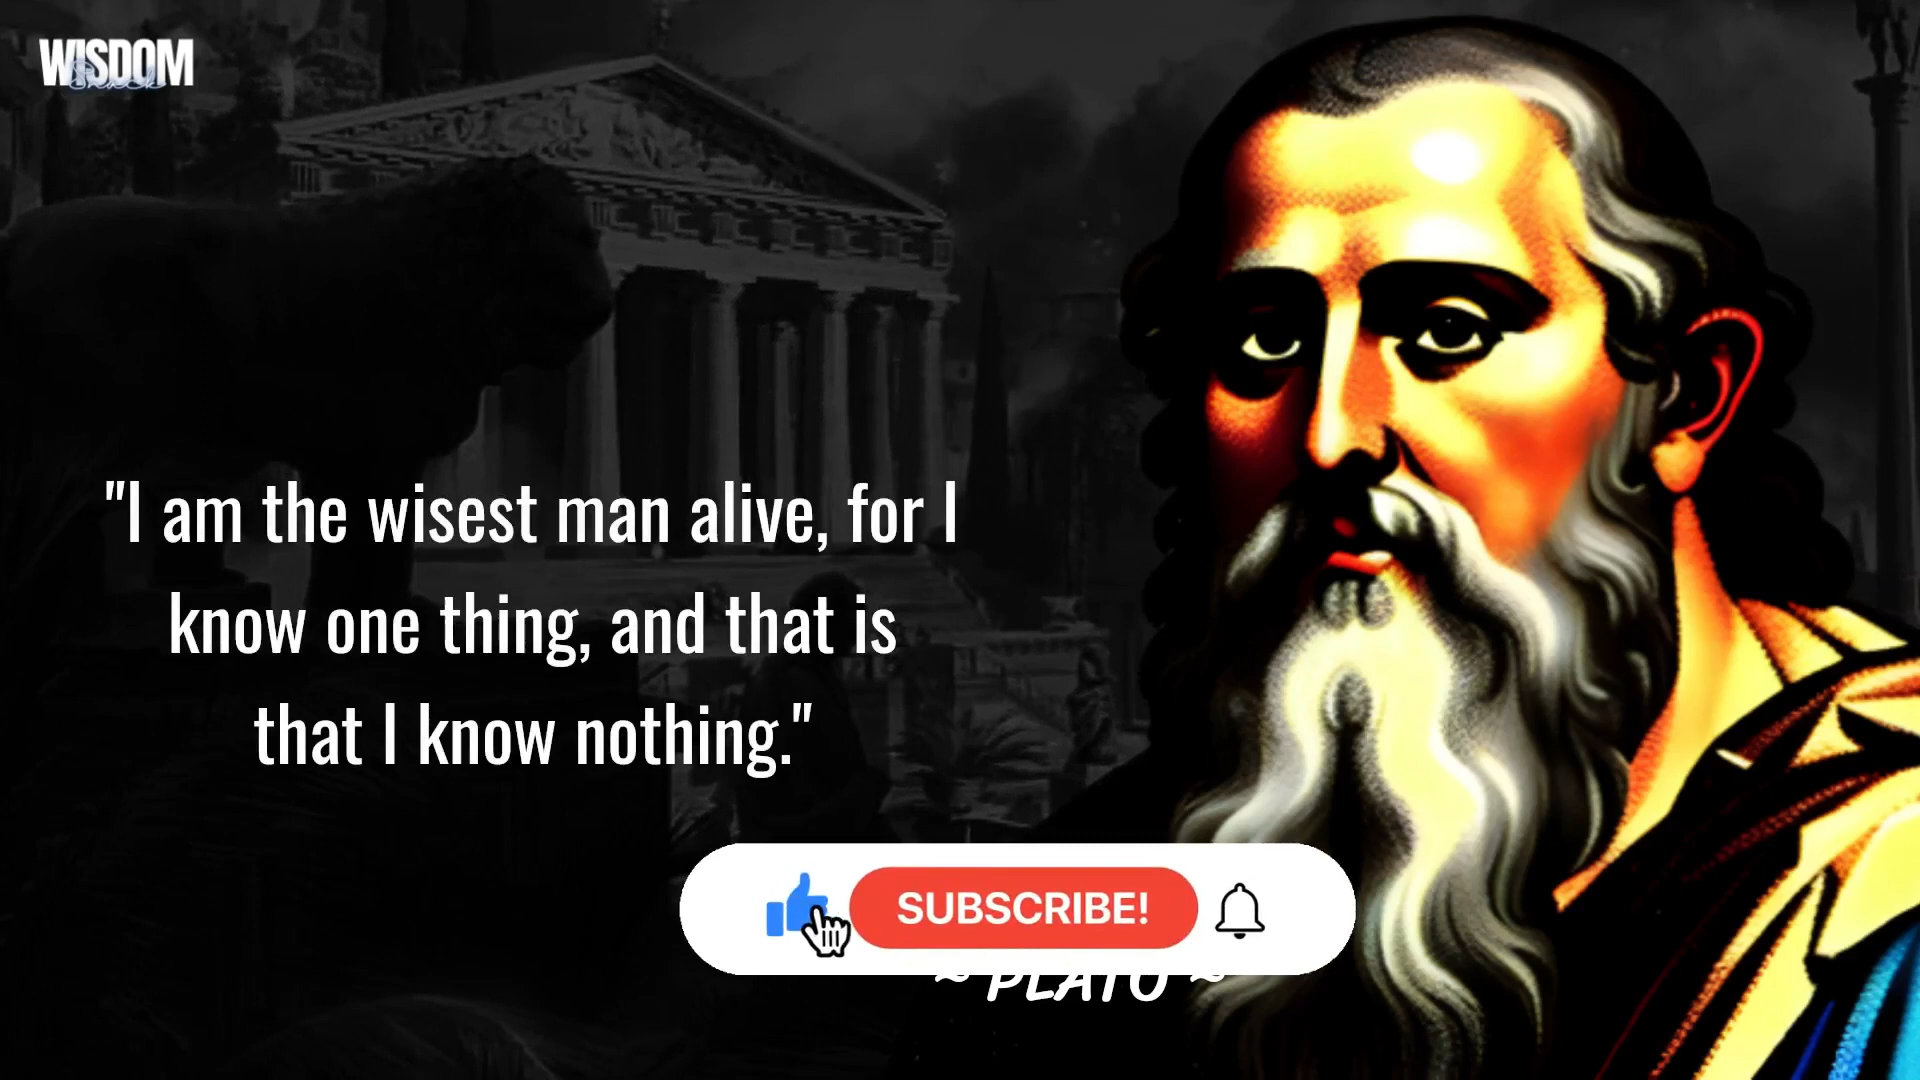 WISDOM
"I am the wisest man alive, for I
know one thing, and that is
that I know nothing."
SUBSCRIBE!
~ PLATO ~